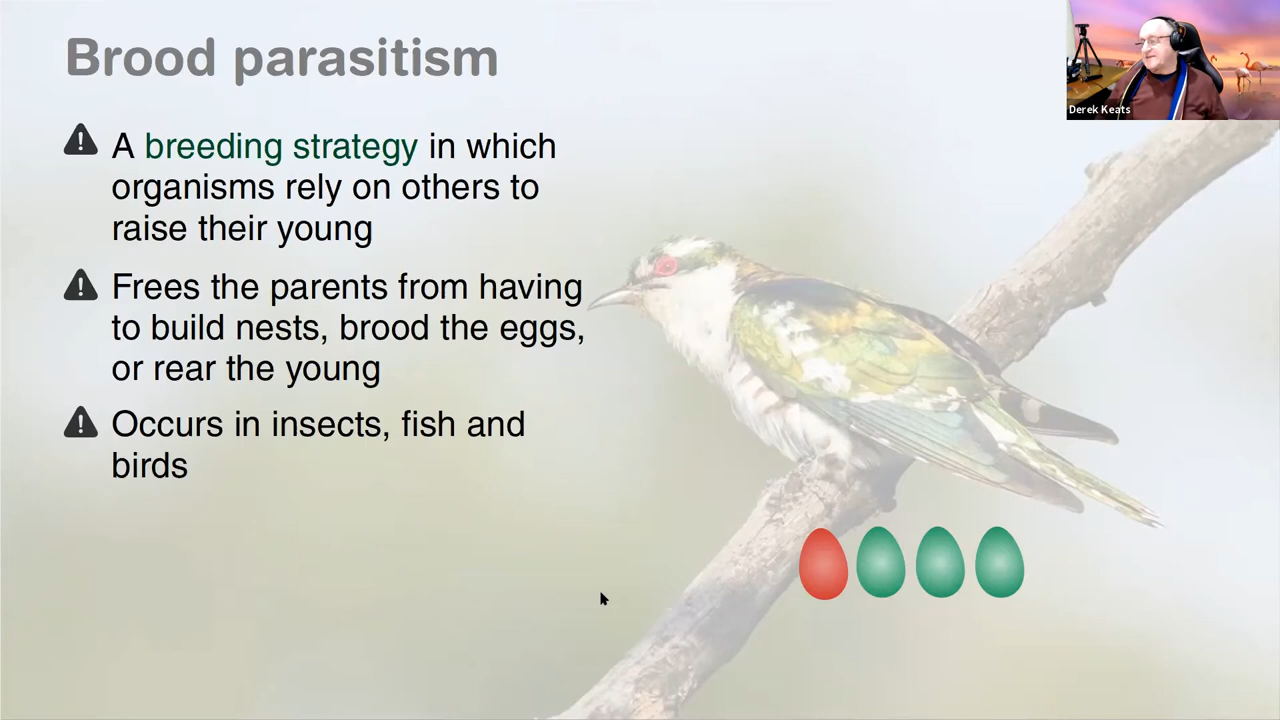 Brood parasitism
Derek Keats
A breeding strategy in which
organisms rely on others to
raise their young
Frees the parents from having
to build nests, brood the eggs,
or rear the young
Occurs in insects, fish and
birds